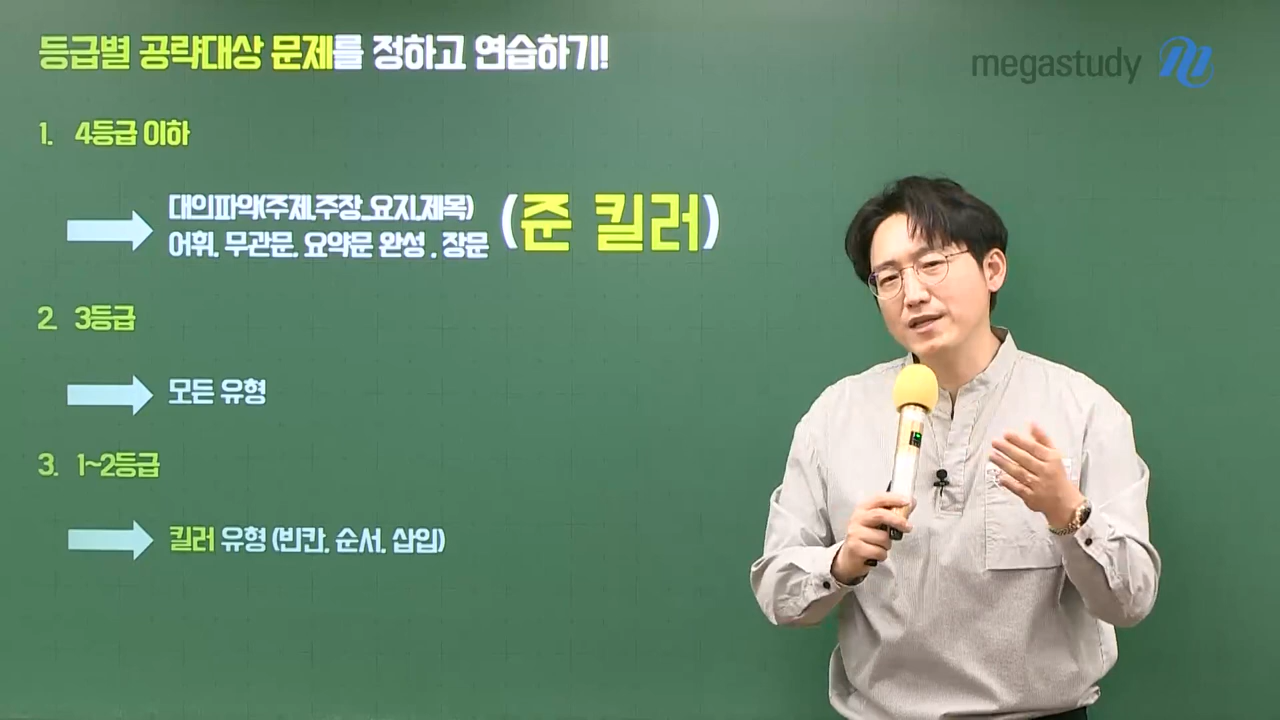 등급별 공략대상 문제를 정하고 연습하기!
megastudy
1. 4등급 이하
대의파악(주제,주장_요지,제목) (준 킬러)
어휘, 무관문, 요약문 완성 , 장문
2. 3등급
모든 유형
3. 1~2등급
킬러 유형 (빈칸, 순서, 삽입)